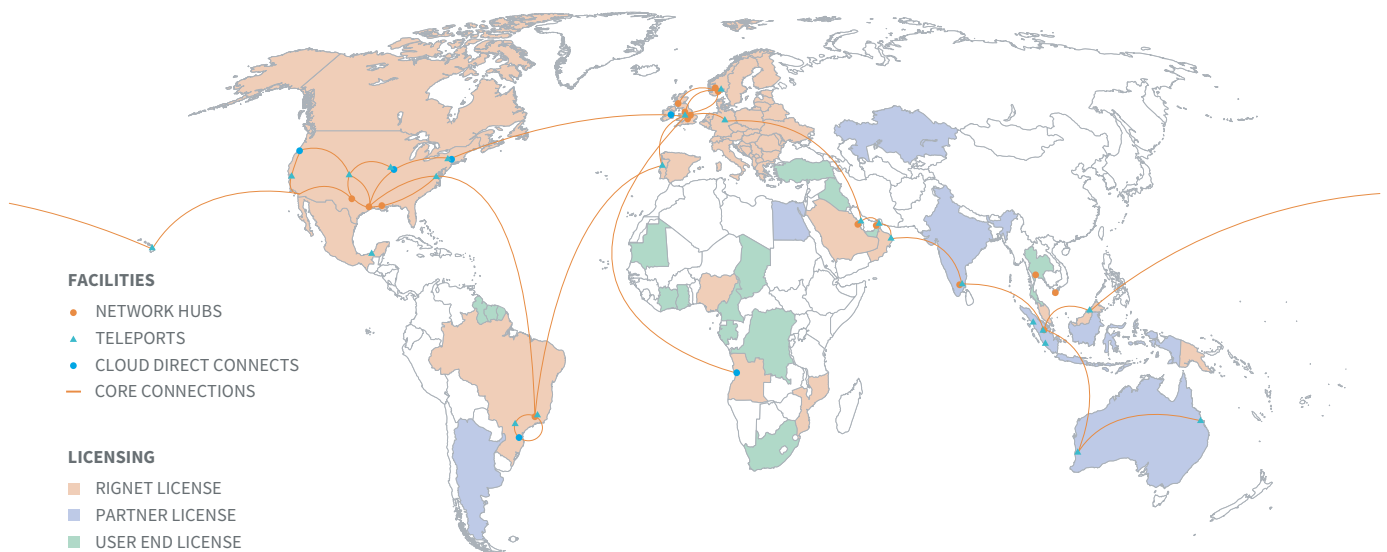 FACILITIES
NETWORK HUBS
TELEPORTS
CLOUD DIRECT CONNECTS
CORE CONNECTIONS
LICENSING
RIGNET LICENSE
PARTNER LICENSE
USER END LICENSE